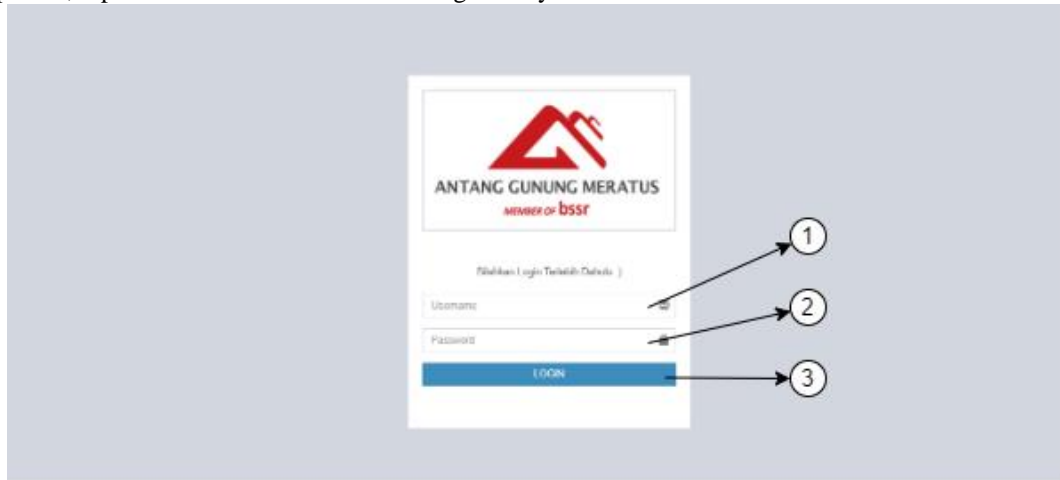 ANTANG GUNUNG MERATUS
MEMBER OF bssr
1
Silahkan Login Terlebih Dahulu :)
Username
2
Password
LOGIN
3